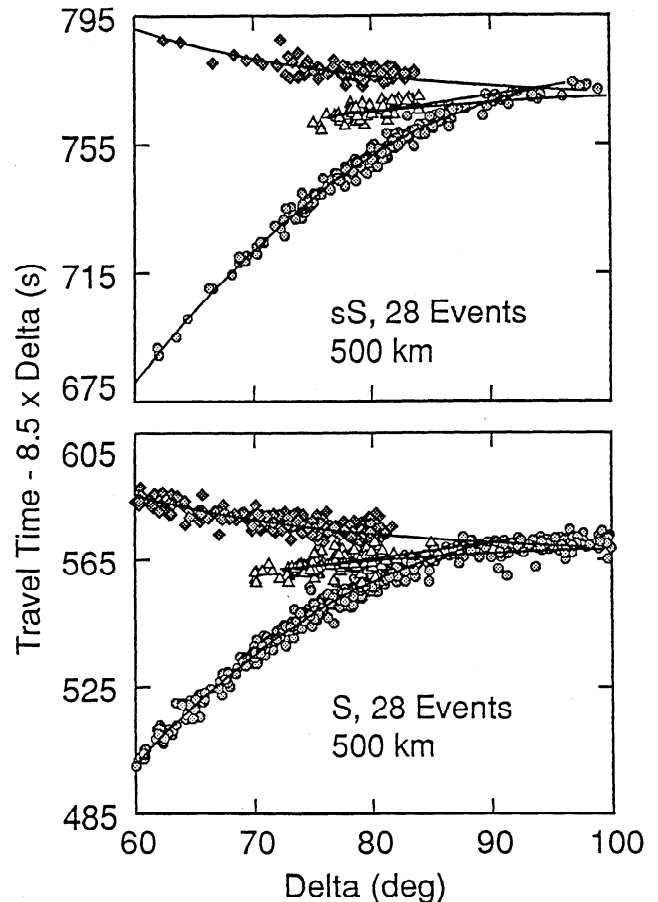 795
755
715
675
sS, 28 Events
500 km
Travel Time - 8.5 x Delta (s)
605
565
525
485
S, 28 Events
500 km
60
70
80
90
100
Delta (deg)